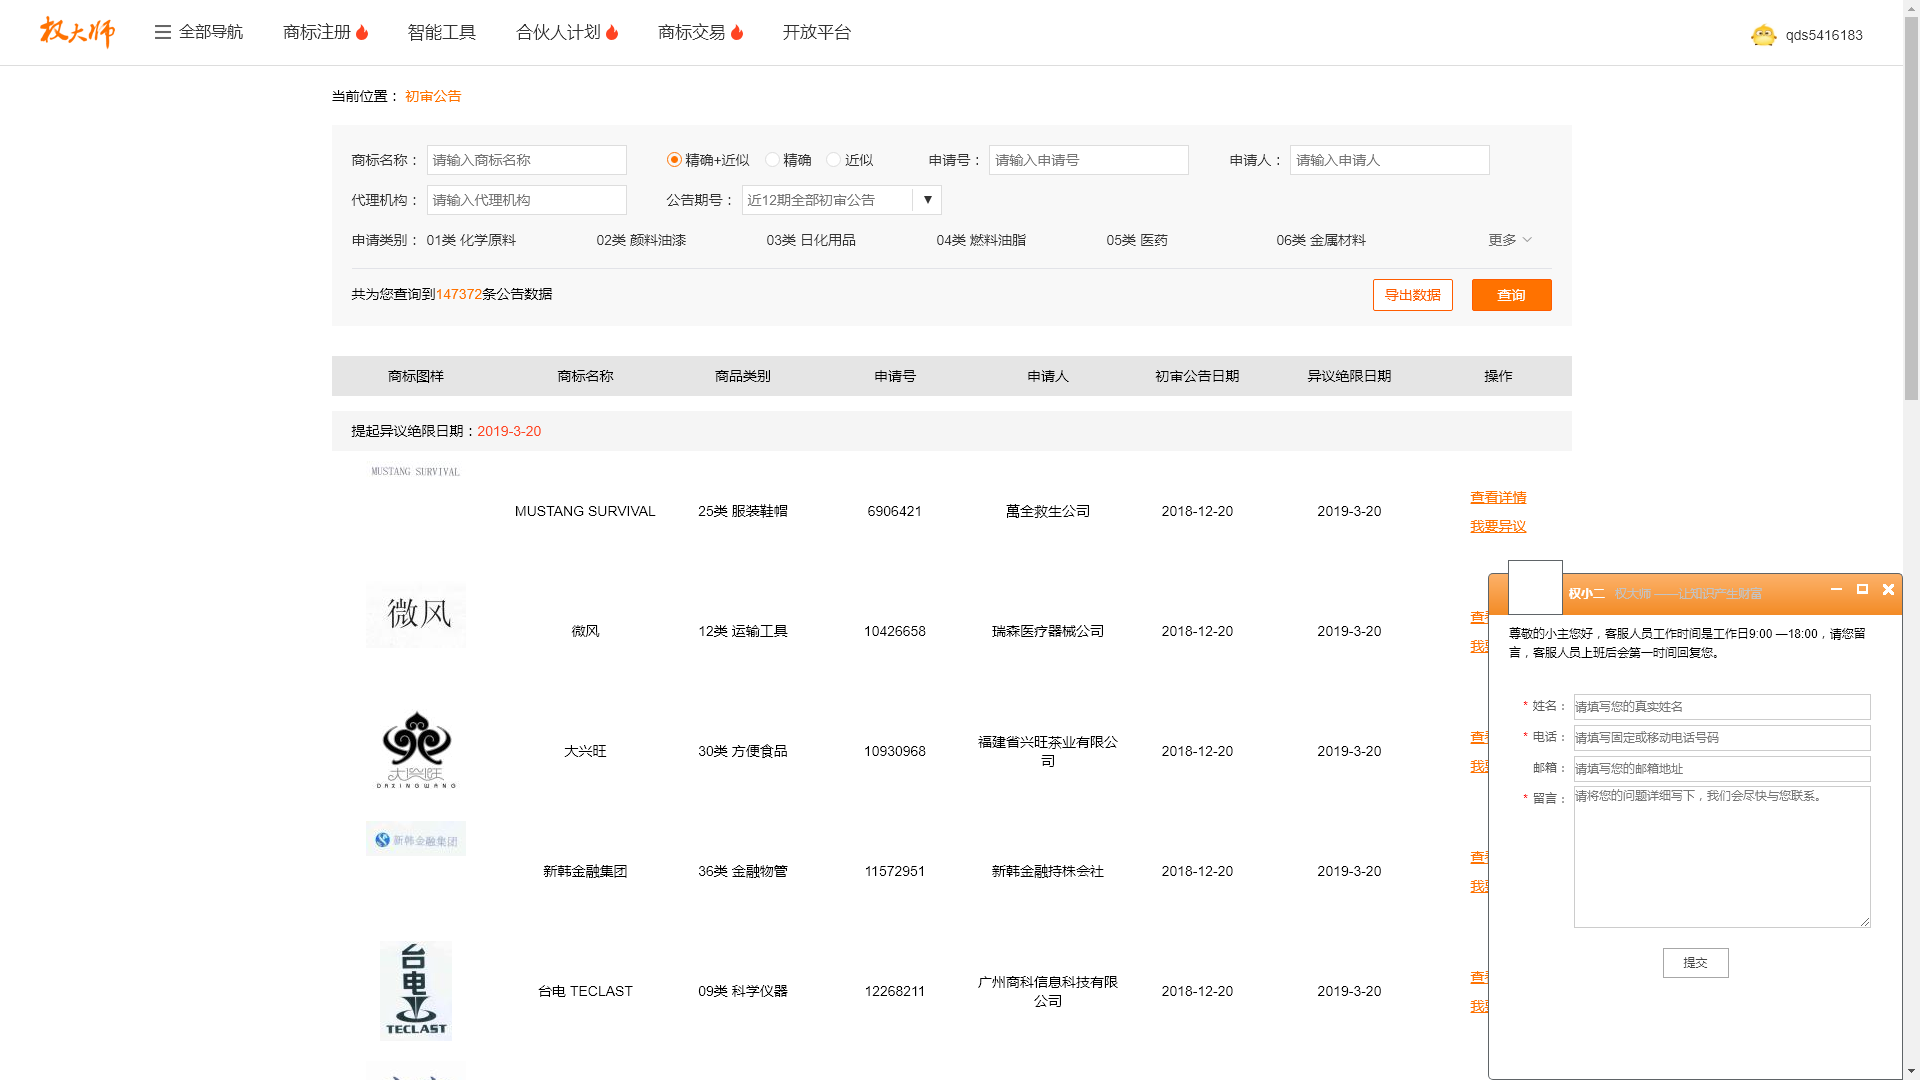 权大师
全部导航
商标注册
智能工具
合伙人计划
商标交易
开放平台
qds5416183
当前位置： 初审公告
商标名称： 请输入商标名称 精确+近似 精确 近似 申请号： 请输入申请号 申请人： 请输入申请人
代理机构： 请输入代理机构 公告期号： 近12期全部初审公告 ▼
申请类别： 01类 化学原料 02类 颜料油漆 03类 日化用品 04类 燃料油脂 05类 医药 06类 金属材料 更多
共为您查询到147372条公告数据 导出数据 查询
商标图样 商标名称 商品类别 申请号 申请人 初审公告日期 异议绝限日期 操作
提起异议绝限日期：2019-3-20
MUSTANG SURVIVAL
MUSTANG SURVIVAL 25类 服装鞋帽 6906421 萬全救生公司 2018-12-20 2019-3-20 查看详情
我要异议
微风
微风 12类 运输工具 10426658 瑞森医疗器械公司 2018-12-20 2019-3-20 查
我
大兴旺
DAXINGWANG
大兴旺 30类 方便食品 10930968 福建省兴旺茶业有限公司 2018-12-20 2019-3-20 查
我
新韩金融集团
新韩金融集团 36类 金融物管 11572951 新韩金融持株会社 2018-12-20 2019-3-20 查
我
台电
TECLAST
台电 TECLAST 09类 科学仪器 12268211 广州商科信息科技有限公司 2018-12-20 2019-3-20 查
我
权小二 权大师 ——让知识产生财富
尊敬的小主您好，客服人员工作时间是工作日9:00 —18:00，请您留
言，客服人员上班后会第一时间回复您。
* 姓名： 请填写您的真实姓名
* 电话： 请填写固定或移动电话号码
邮箱： 请填写您的邮箱地址
* 留言： 请将您的问题详细写下，我们会尽快与您联系。
提交